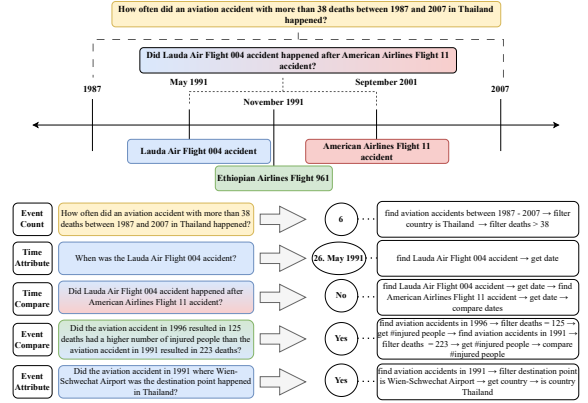 How often did an aviation accident with more than 38 deaths between 1987 and 2007 in Thailand
happened?
Did Lauda Air Flight 004 accident happened after American Airlines Flight 11
accident?
May 1991
September 2001
1987
2007
November 1991
Lauda Air Flight 004 accident
American Airlines Flight 11
accident
Ethiopian Airlines Flight 961
Event
Count
How often did an aviation accident with more than 38
deaths between 1987 and 2007 in Thailand happened?
6
find aviation accidents between 1987 - 2007 → filter
country is Thailand → filter deaths > 38
Time
Attribute
When was the Lauda Air Flight 004 accident?
26. May 1991
find Lauda Air Flight 004 accident → get date
Time
Compare
Did Lauda Air Flight 004 accident happened after
American Airlines Flight 11 accident?
No
find Lauda Air Flight 004 accident → get date → find
American Airlines Flight 11 accident → get date →
compare dates
Event
Compare
Did the aviation accident in 1996 resulted in 125
deaths had a higher number of injured people than the
aviation accident in 1991 resulted in 223 deaths?
Yes
find aviation accidents in 1996 → filter deaths = 125 →
get #injured people → find aviation accidents in 1991 →
filter deaths = 223 → get #injured people → compare
#injured people
Event
Attribute
Did the aviation accident in 1991 where Wien-
Schwechat Airport was the destination point happened
in Thailand?
Yes
find aviation accidents in 1991 → filter destination point
is Wien-Schwechat Airport → get country → is country
Thailand